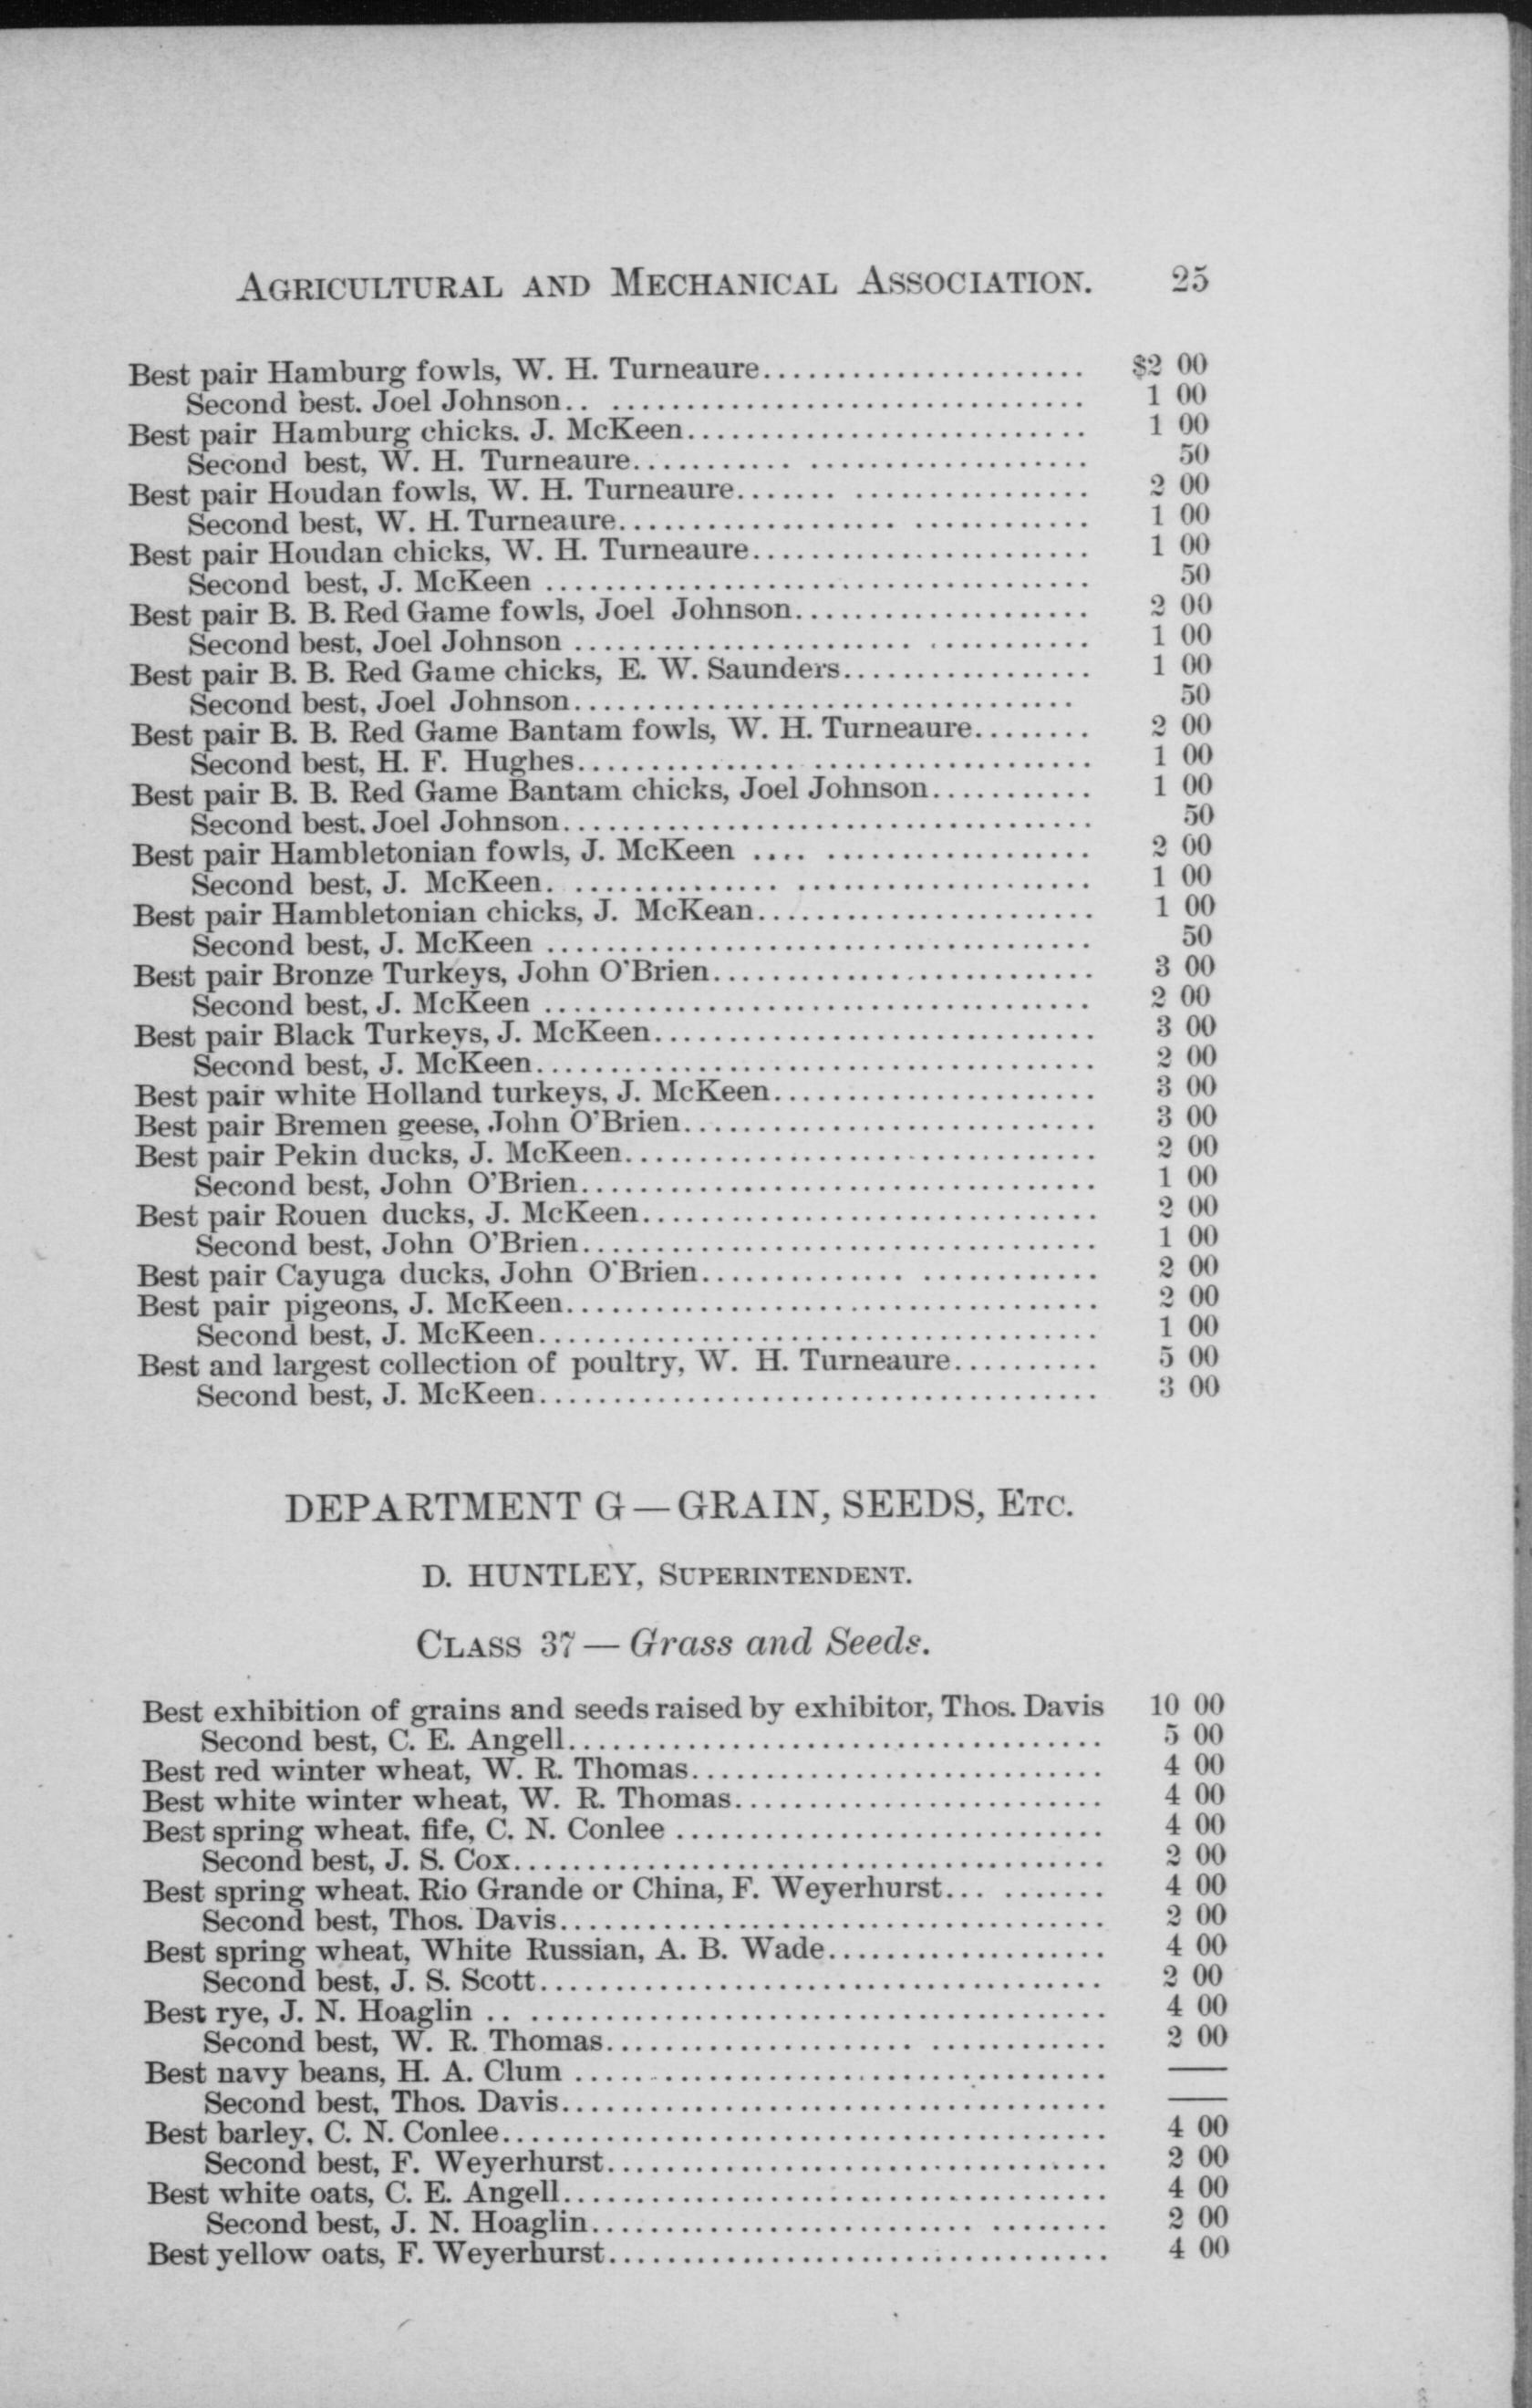 AGRICULTURAL AND MECHANICAL ASSOCIATION. 25
Best pair Hamburg fowls, W. H. Turneaure...................... $2 00
Second best. Joel Johnson.. ................................ 1 00
Best pair Hamburg chicks. J. McKeen........................... 1 00
Second best, W. H. Turneaure........... ................... 50
Best pair Houdan fowls, W. H. Turneaure....... ................ 2 00
Second best, W. H. Turneaure................... ............ 1 00
Best pair Houdan chicks, W. H. Turneaure....................... 1 00
Second best, J. McKeen ..................................... 50
Best pair B. B. Red Game fowls, Joel Johnson.................... 2 00
Second best, Joel Johnson ....................... ........... 1 00
Best pair B. B. Red Game chicks, E. W. Saunders................. 1 00
Second best, Joel Johnson.................................. 50
Best pair B. B. Red Game Bantam fowls, W. H. Turneaure........ 2 00
Second best, H. F. Hughes............... ................... 1 00
Best pair B. B. Red Game Bantam chicks, Joel Johnson........... 1 00
Second best. Joel Johnson.................................... 50
Best pair Hambletonian fowls, J. McKeen .... .................. 2 00
Second best, J. McKeen. .............. .................... 1 00
Best pair Hambletonian chicks, J. McKean....................... 1 00
Second best, J. McKeen ..................................... 50
Best pair Bronze Turkeys, John O'Brien.......................... 3 00
Second best, J. McKeen ..................................... 2 00
Best pair Black Turkeys, J. McKeen.............................. 3 00
Second best, J. McKeen...................................... 2 00
Best pair white Holland turkeys, J. McKeen...................... 3 00
Best pair Bremen geese, John O'Brien............................ 3 00
Best pair Pekin ducks, J. McKeen................................ 2 00
Second best, John O'Brien................................... 1 00
Best pair Rouen ducks, J. McKeen............................... 2 00
Second best, John O'Brien................................... 1 00
Best pair Cayuga ducks, John O'Brien.............. ............ 2 00
Best pair pigeons, J. McKeen.................................... 2 00
Second best, J. McKeen...................................... 1 00
Best and largest collection of poultry, W. H. Turneaure.......... 5 00
Second best, J. McKeen...................................... 3 00
DEPARTMENT G — GRAIN, SEEDS, ETC.
D. HUNTLEY, SUPERINTENDENT.
CLASS 37 — Grass and Seeds.
Best exhibition of grains and seeds raised by exhibitor, Thos. Davis 10 00
Second best, C. E. Angell.................................... 5 00
Best red winter wheat, W. R. Thomas............................ 4 00
Best white winter wheat, W. R. Thomas......................... 4 00
Best spring wheat. fife, C. N. Conlee ............................. 4 00
Second best, J. S. Cox........................................ 2 00
Best spring wheat. Rio Grande or China, F. Weyerhurst... ....... 4 00
Second best, Thos. Davis..................................... 2 00
Best spring wheat, White Russian, A. B. Wade................... 4 00
Second best, J. S. Scott...................................... 2 00
Best rye, J. N. Hoaglin .. ....................................... 4 00
Second best, W. R. Thomas..................... ............ 2 00
Best navy beans, H. A. Clum .................................... ——
Second best, Thos. Davis..................................... ——
Best barley, C. N. Conlee......................................... 4 00
Second best, F. Weyerhurst.................................. 2 00
Best white oats, C. E. Angell..................................... 4 00
Second best, J. N. Hoaglin.......................... ........ 2 00
Best yellow oats, F. Weyerhurst.................................. 4 00